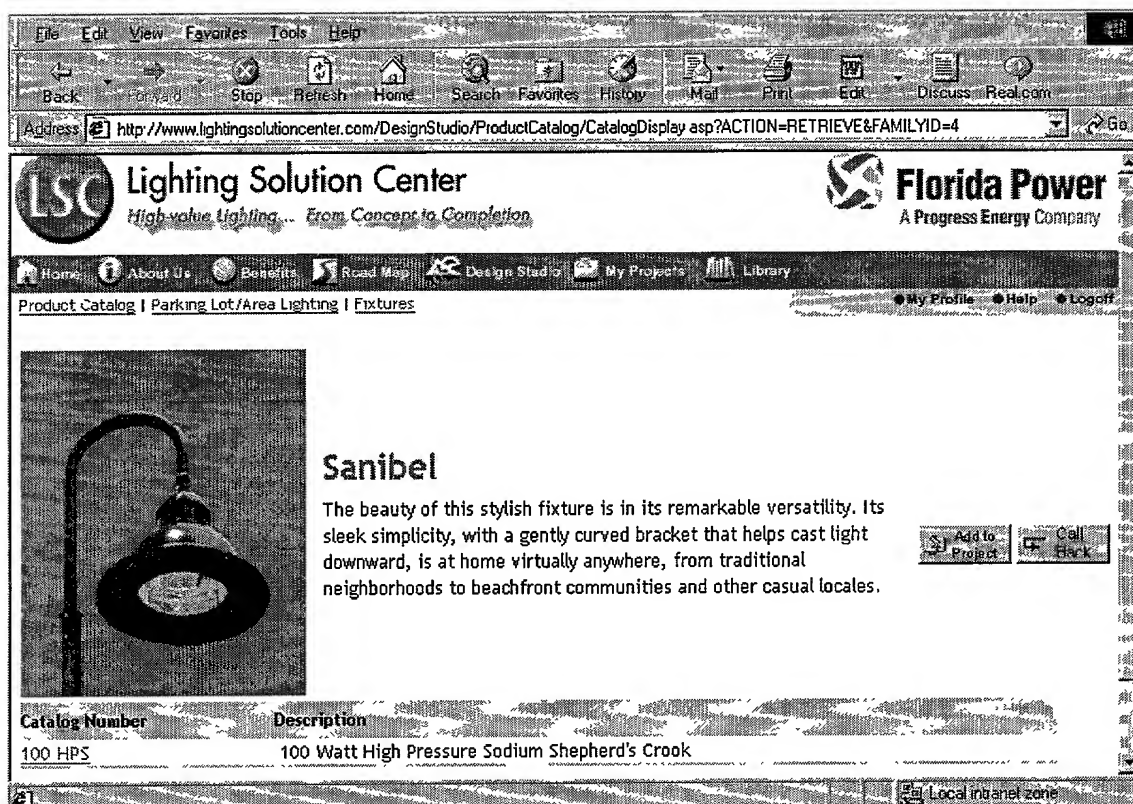 File Edit View Favorites Tools Help
Back Forward Stop Refresh Home Search Favorites History Mail Print Edit Discuss Real.com
Address http://www.lightingsolutioncenter.com/DesignStudio/ProductCatalog/CatalogDisplay.asp?ACTION=RETRIEVE&FAMILYID=4 Go
LSC Lighting Solution Center Florida Power
High-value Lighting... From Concept to Completion A Progress Energy Company
Home About Us Benefits Road Map Design Studio My Projects Library
Product Catalog | Parking Lot/Area Lighting | Fixtures My Profile Help Logoff
Sanibel
The beauty of this stylish fixture is in its remarkable versatility. Its
sleek simplicity, with a gently curved bracket that helps cast light
downward, is at home virtually anywhere, from traditional
neighborhoods to beachfront communities and other casual locales.
Add to Project Call Back
Catalog Number Description
100 HPS 100 Watt High Pressure Sodium Shepherd's Crook
Local intranet zone